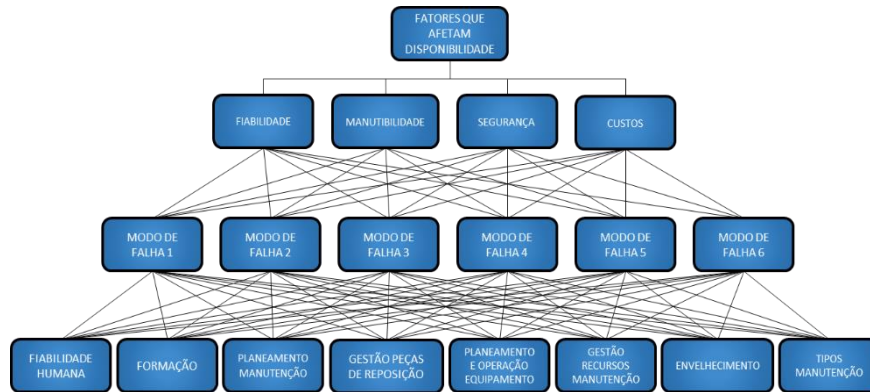 FATORES QUE
AFETAM
DISPONIBILIDADE
FIABILIDADE
MANUTIBILIDADE
SEGURANÇA
CUSTOS
MODO DE
FALHA 1
MODO DE
FALHA 2
MODO DE
FALHA 3
MODO DE
FALHA 4
MODO DE
FALHA 5
MODO DE
FALHA 6
FIABILIDADE
HUMANA
FORMAÇÃO
PLANEAMENTO
MANUTENÇÃO
GESTÃO PEÇAS
DE REPOSIÇÃO
PLANEAMENTO
E OPERAÇÃO
EQUIPAMENTO
GESTÃO
RECURSOS
MANUTENÇÃO
ENVELHECIMENTO
TIPOS
MANUTENÇÃO